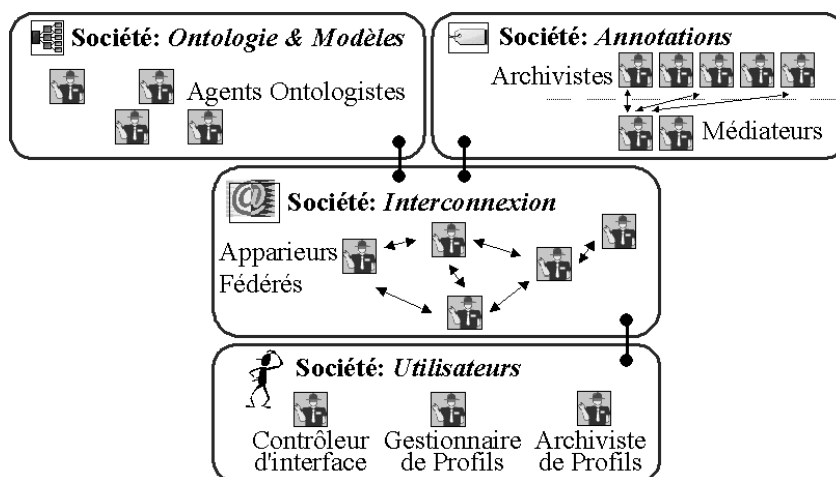 Société: Ontologie & Modèles
Agents Ontologistes
Société: Annotations
Archivistes
Médiateurs
Société: Interconnexion
Apparieurs
Fédérés
Société: Utilisateurs
Contrôleur
d'interface
Gestionnaire
de Profils
Archiviste
de Profils